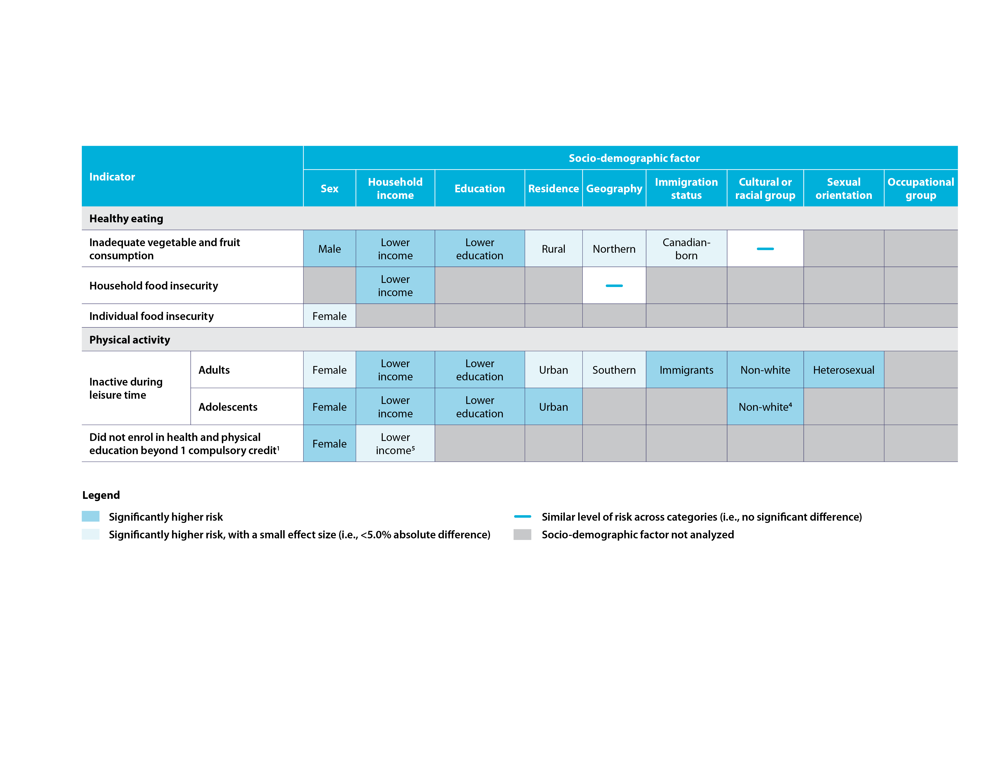 Indicator
Socio-demographic factor
Sex
Household
income
Education
Residence
Geography
Immigration
status
Cultural or
racial group
Sexual
orientation
Occupational
group
Healthy eating
Inadequate vegetable and fruit
consumption
Male
Lower
income
Lower
education
Rural
Northern
Canadian-
born
—
Household food insecurity
Lower
income
—
Individual food insecurity
Female
Physical activity
Inactive during
leisure time
Adults
Female
Lower
income
Lower
education
Urban
Southern
Immigrants
Non-white
Heterosexual
Adolescents
Female
Lower
income
Lower
education
Urban
Non-white⁴
Did not enrol in health and physical
education beyond 1 compulsory credit¹
Female
Lower
income⁵
Legend
Significantly higher risk
Significantly higher risk, with a small effect size (i.e., <5.0% absolute difference)
Similar level of risk across categories (i.e., no significant difference)
Socio-demographic factor not analyzed